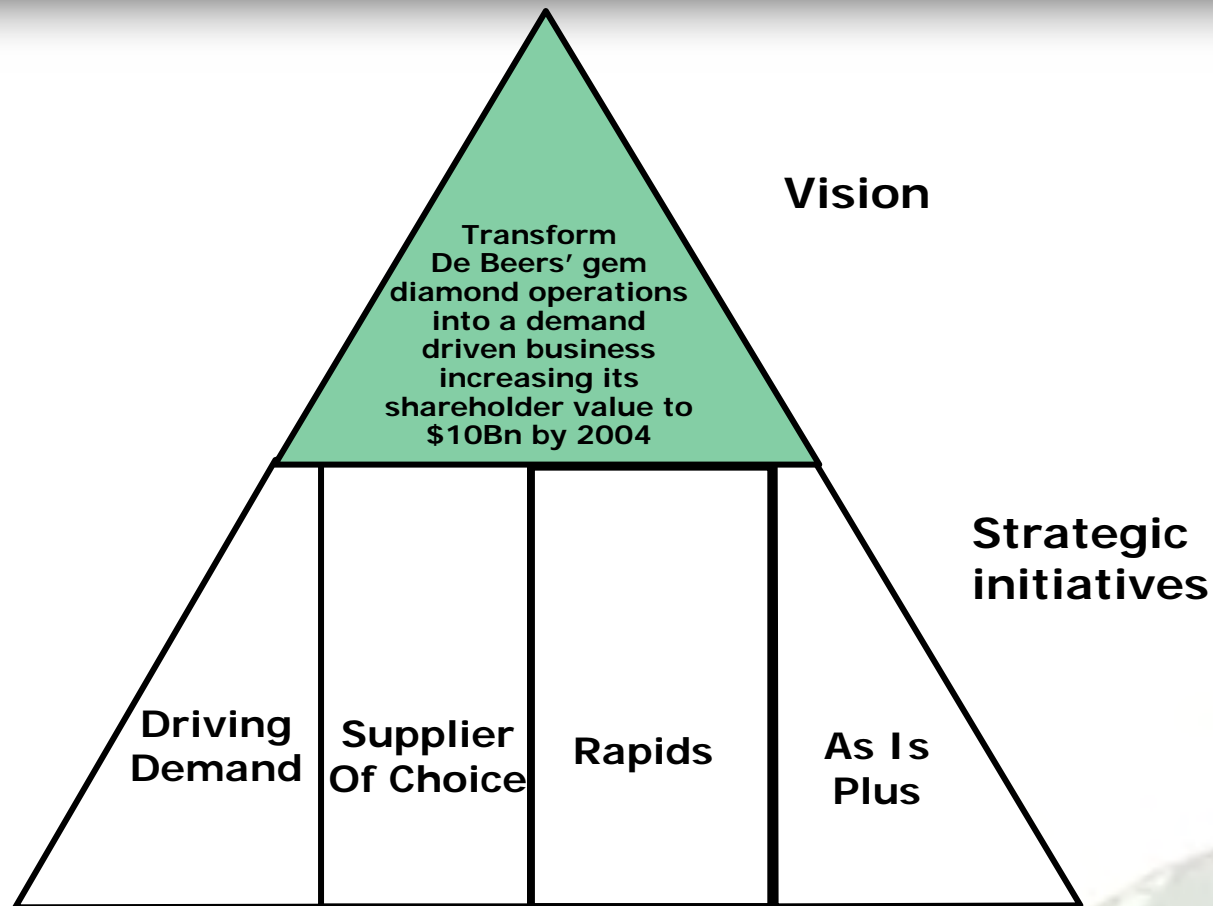 Vision
Transform
De Beers’ gem
diamond operations
into a demand
driven business
increasing its
shareholder value to
$10Bn by 2004
Strategic
initiatives
Driving
Demand
Supplier
Of Choice
Rapids
As Is
Plus